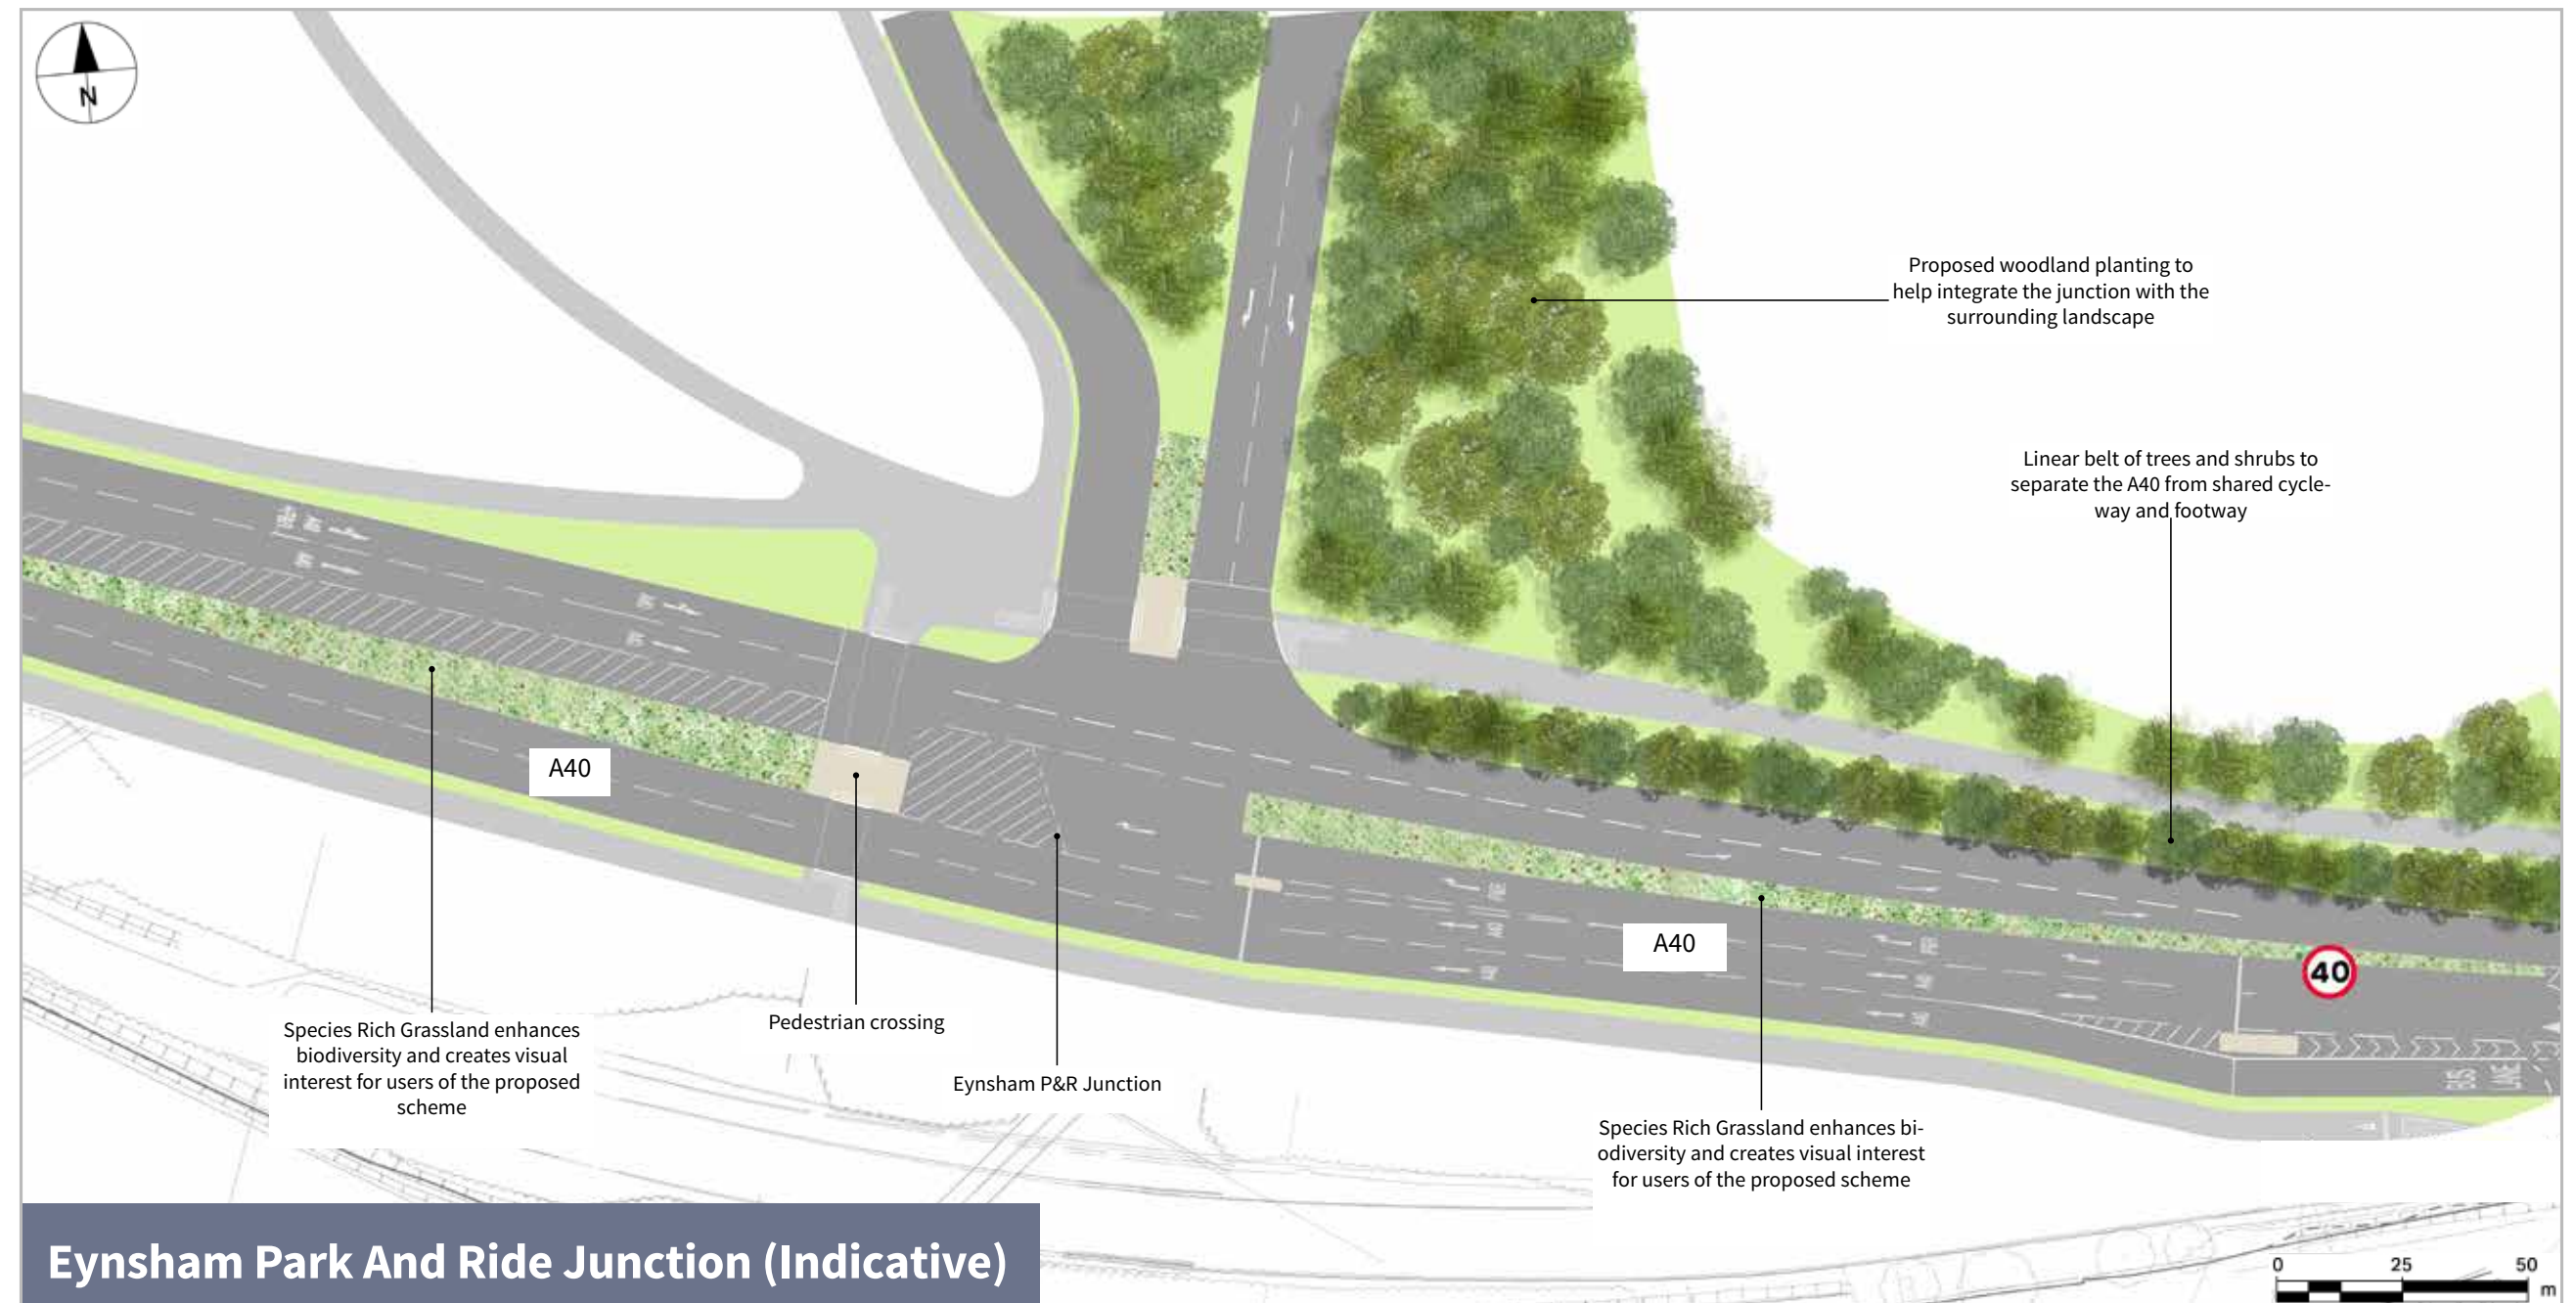 N
Proposed woodland planting to
help integrate the junction with the
surrounding landscape
Linear belt of trees and shrubs to
separate the A40 from shared cycle-
way and footway
A40
A40
40
Species Rich Grassland enhances
biodiversity and creates visual
interest for users of the proposed
scheme
Pedestrian crossing
Eynsham P&R Junction
BUS
LANE
Species Rich Grassland enhances bi-
odiversity and creates visual interest
for users of the proposed scheme
Eynsham Park And Ride Junction (Indicative)
0 25 50
m